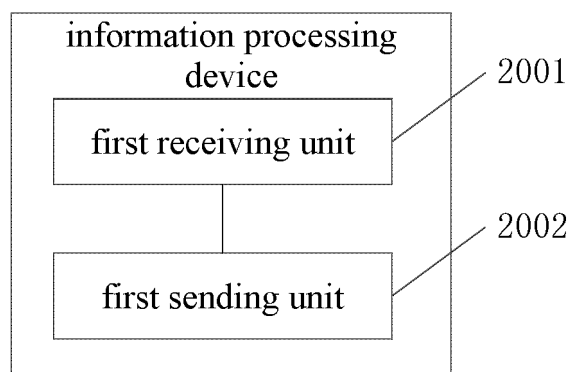 information processing
device
first receiving unit
2001
first sending unit
2002